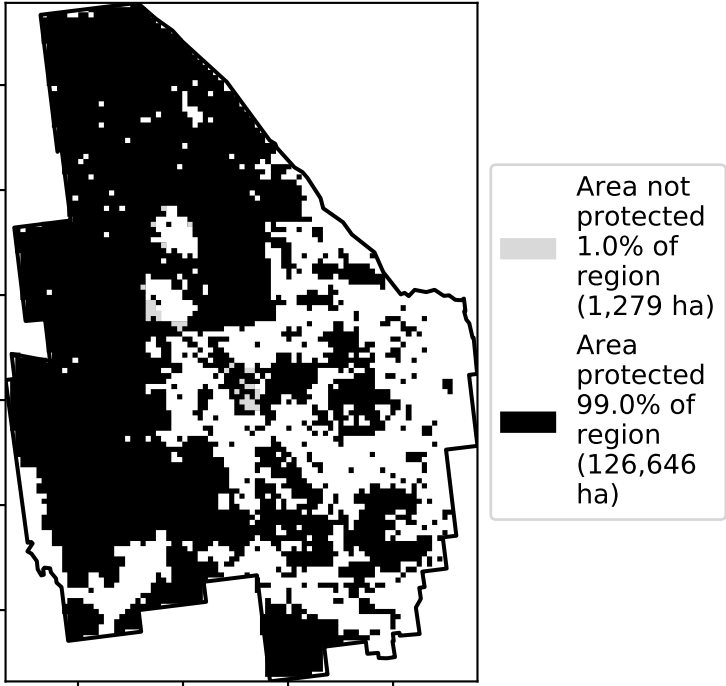 Area not
protected
1.0% of
region
(1,279 ha)
Area
protected
99.0% of
region
(126,646
ha)